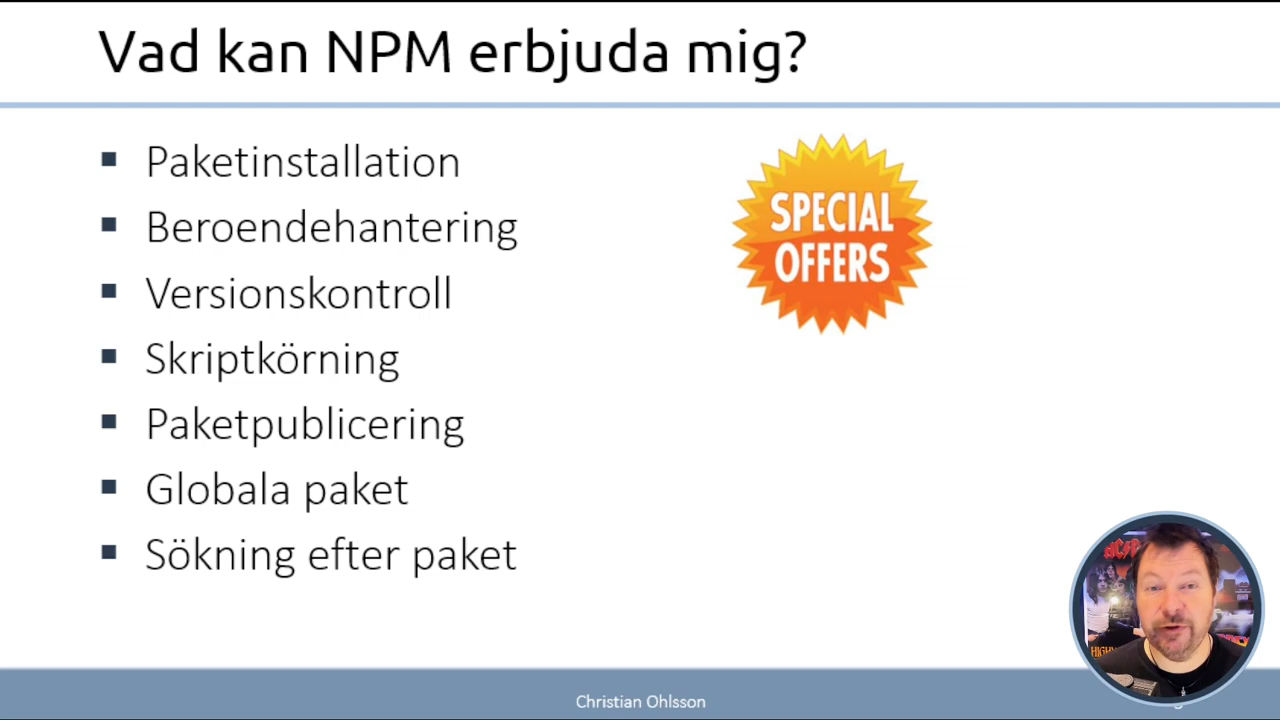 Vad kan NPM erbjuda mig?
Paketinstallation
Beroendehantering
Versionskontroll
Skriptkörning
Paketpublicering
Globala paket
Sökning efter paket
SPECIAL
OFFERS
Christian Ohlsson